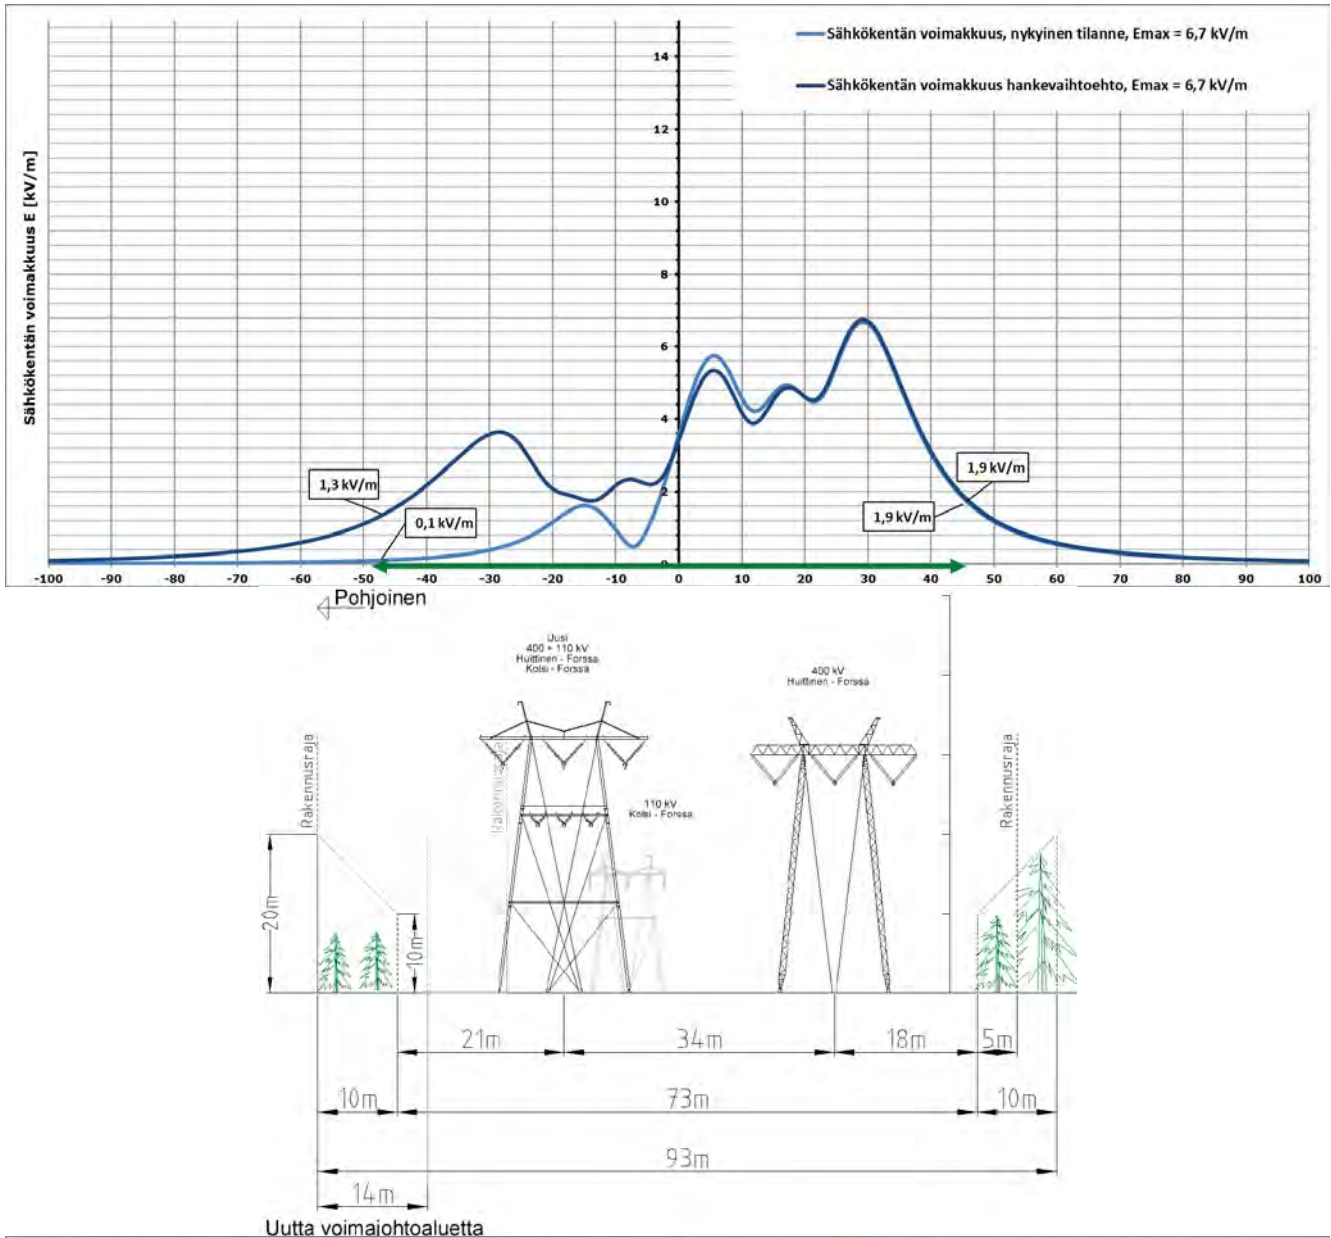 Sähkökentän voimakkuus, nykyinen tilanne, Emax = 6,7 kV/m
Sähkökentän voimakkuus hankevaihtoehto, Emax = 6,7 kV/m
Sähkökentän voimakkuus E [kV/m]
14
12
10
8
6
4
2
0
1,3 kV/m
0,1 kV/m
1,9 kV/m
1,9 kV/m
-100 -90 -80 -70 -60 -50 -40 -30 -20 -10 0 10 20 30 40 50 60 70 80 90 100
Pohjoinen
Uusi
400 + 110 kV
Huittinen - Forssa
Kolsi - Forssa
400 kV
Huittinen - Forssa
110 kV
Kolsi - Forssa
Rakennusraja
Rakennusraja
Rakennusraja
20m
10m
21m 34m 18m 5m
10m 73m 10m
93m
14m
Uutta voimajohtoaluetta